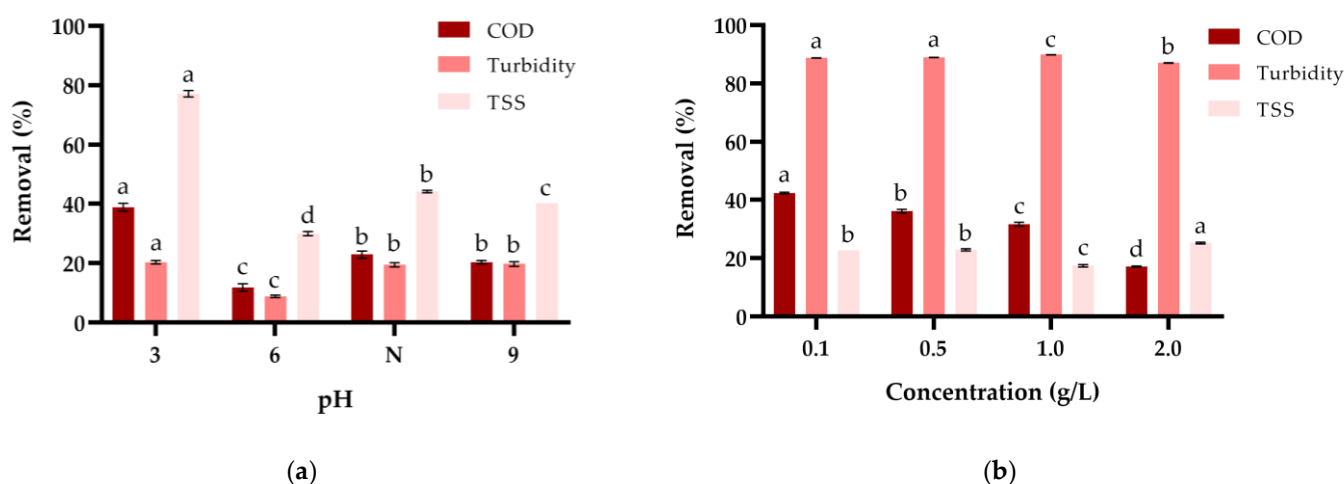 100
80
60
40
20
0
Removal (%)
COD
Turbidity
TSS
a
a
a
c
c
d
b
b
b
b
b
c
3
6
N
9
pH
(a)
100
80
60
40
20
0
Removal (%)
COD
Turbidity
TSS
a
a
b
b
a
b
c
c
c
d
b
a
0.1
0.5
1.0
2.0
Concentration (g/L)
(b)